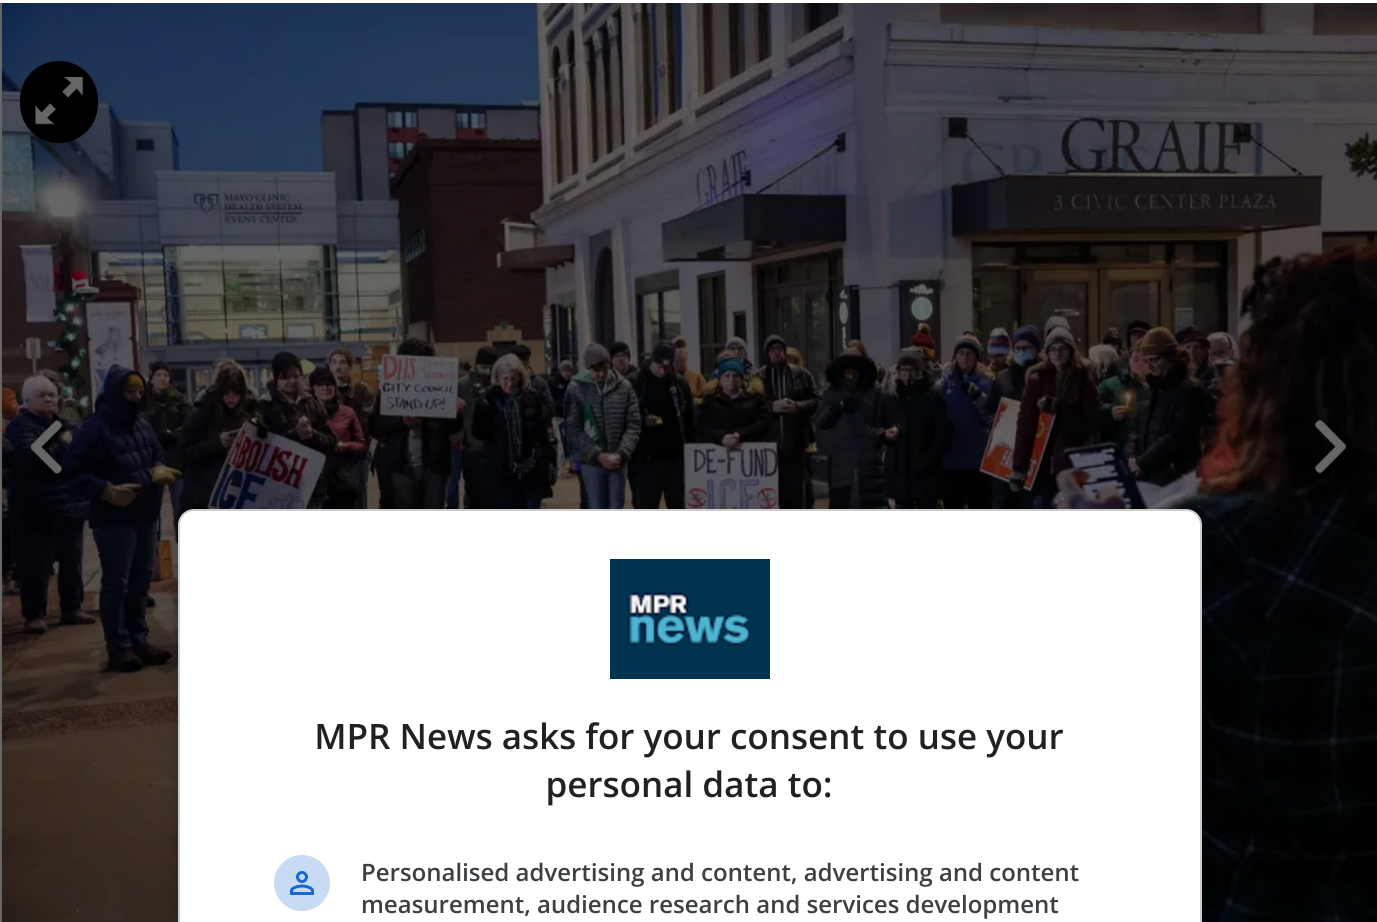 MAYO CLINIC
HEALTH SYSTEM
EVENT CENTER
GRAIF
GRAIF
3 CIVIC CENTER PLAZA
DHS
CITY COUNCIL
STAND UP!
ABOLISH
ICE
DE-FUND
ICE
MPR
news
MPR News asks for your consent to use your
personal data to:
Personalised advertising and content, advertising and content
measurement, audience research and services development